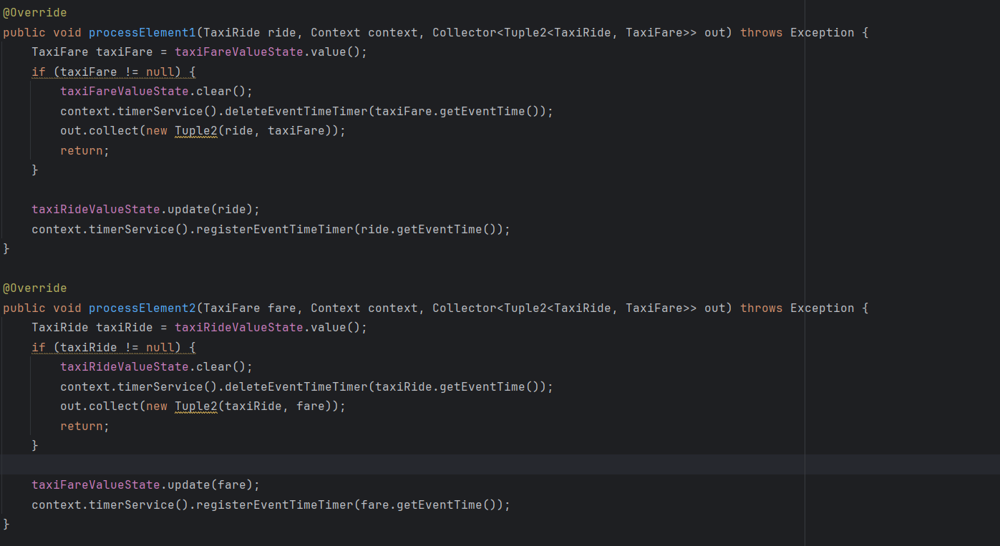 @Override
public void processElement1(TaxiRide ride, Context context, Collector<Tuple2<TaxiRide, TaxiFare>> out) throws Exception {
    TaxiFare taxiFare = taxiFareValueState.value();
    if (taxiFare != null) {
        taxiFareValueState.clear();
        context.timerService().deleteEventTimeTimer(taxiFare.getEventTime());
        out.collect(new Tuple2(ride, taxiFare));
        return;
    }

    taxiRideValueState.update(ride);
    context.timerService().registerEventTimeTimer(ride.getEventTime());
}

@Override
public void processElement2(TaxiFare fare, Context context, Collector<Tuple2<TaxiRide, TaxiFare>> out) throws Exception {
    TaxiRide taxiRide = taxiRideValueState.value();
    if (taxiRide != null) {
        taxiRideValueState.clear();
        context.timerService().deleteEventTimeTimer(taxiRide.getEventTime());
        out.collect(new Tuple2(taxiRide, fare));
        return;
    }

    taxiFareValueState.update(fare);
    context.timerService().registerEventTimeTimer(fare.getEventTime());
}